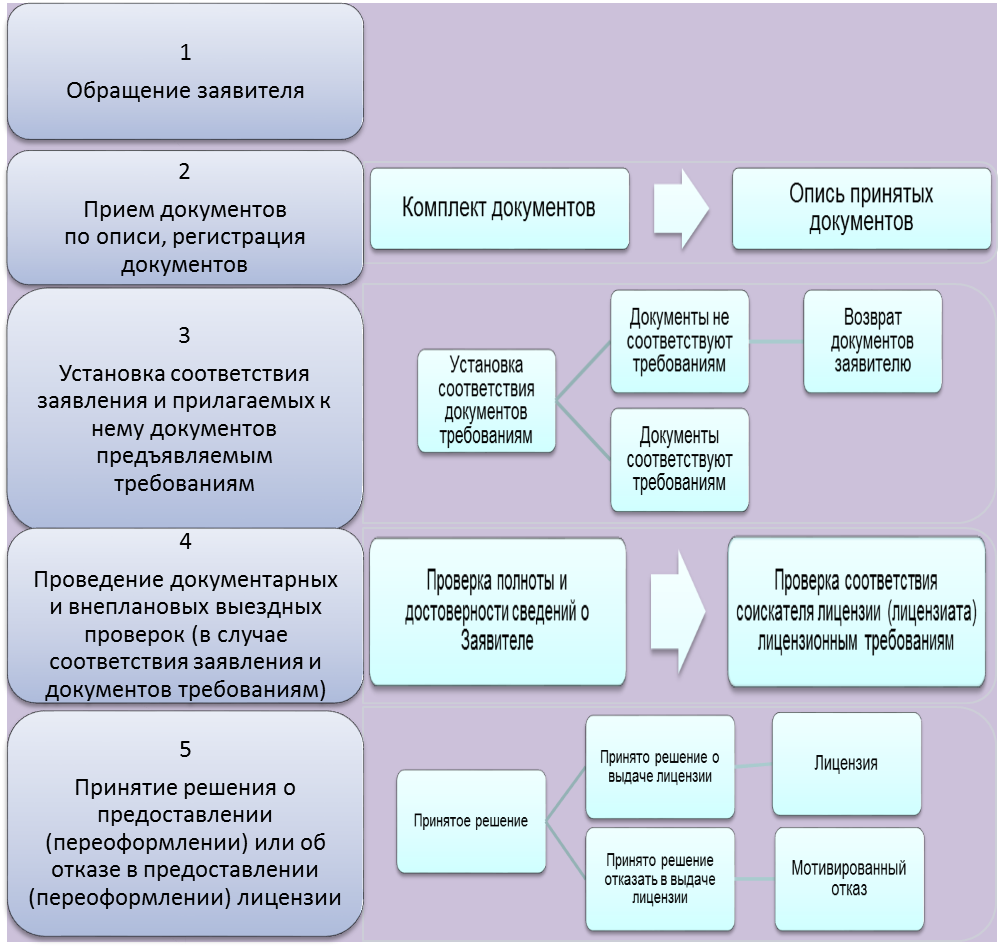 1
Обращение заявителя
2
Прием документов
по описи, регистрация
документов
Комплект документов
Опись принятых
документов
3
Установка соответствия
заявления и прилагаемых к
нему документов
предъявляемым
требованиям
Установка
соответствия
документов
требованиям
Документы не
соответствуют
требованиям
Возврат
документов
заявителю
Документы
соответствуют
требованиям
4
Проведение документарных
и внеплановых выездных
проверок (в случае
соответствия заявления и
документов требованиям)
Проверка полноты и
достоверности сведений о
Заявителе
Проверка соответствия
соискателя лицензии (лицензиата)
лицензионным требованиям
5
Принятие решения о
предоставлении
(переоформлении) или об
отказе в предоставлении
(переоформлении) лицензии
Принятое решение
Принято решение о
выдаче лицензии
Лицензия
Принято решение
отказать в выдаче
лицензии
Мотивированный
отказ